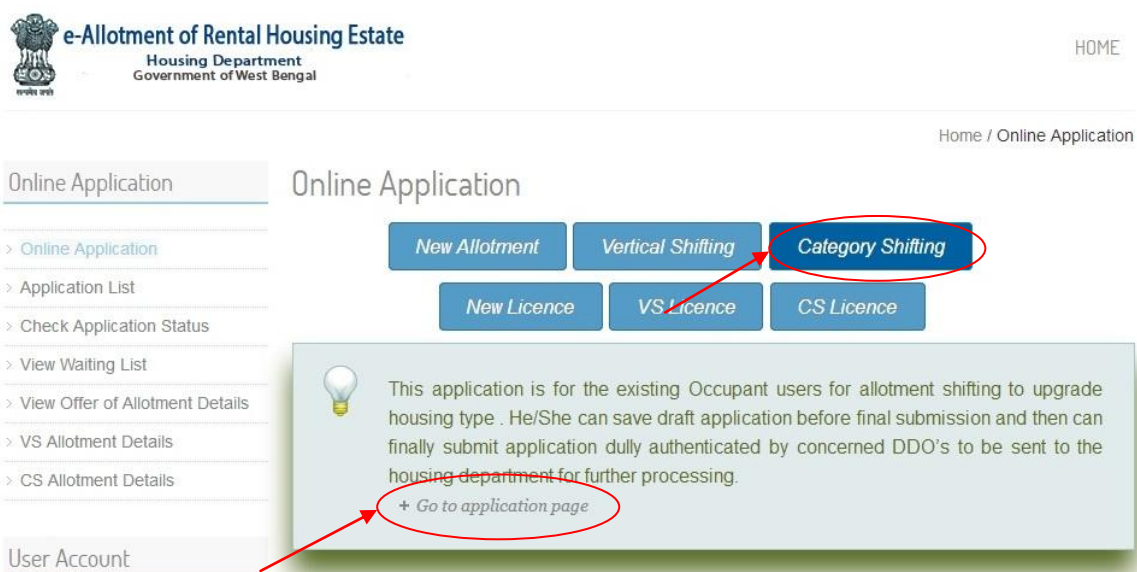 e-Allotment of Rental Housing Estate
Housing Department
Government of West Bengal
सत्यमेव जयते
HOME
Home / Online Application
Online Application
> Online Application
> Application List
> Check Application Status
> View Waiting List
> View Offer of Allotment Details
> VS Allotment Details
> CS Allotment Details
User Account
Online Application
New Allotment
Vertical Shifting
Category Shifting
New Licence
VS Licence
CS Licence
This application is for the existing Occupant users for allotment shifting to upgrade
housing type . He/She can save draft application before final submission and then can
finally submit application dully authenticated by concerned DDO's to be sent to the
housing department for further processing.
+ Go to application page